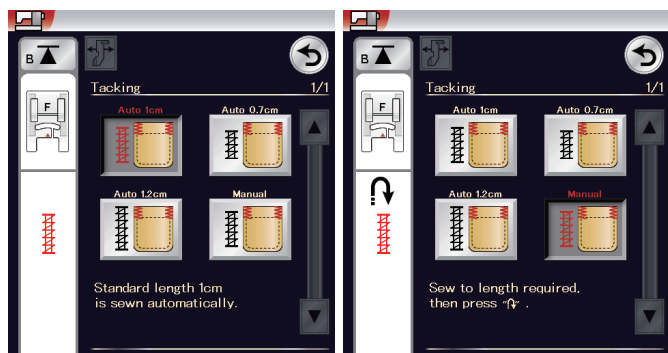 B
F
Tacking 1/1
Auto 1cm Auto 0.7cm
Auto 1.2cm Manual
Standard length 1cm
is sewn automatically.
B
F
Tacking 1/1
Auto 1cm Auto 0.7cm
Auto 1.2cm Manual
Sew to length required,
then press " ".